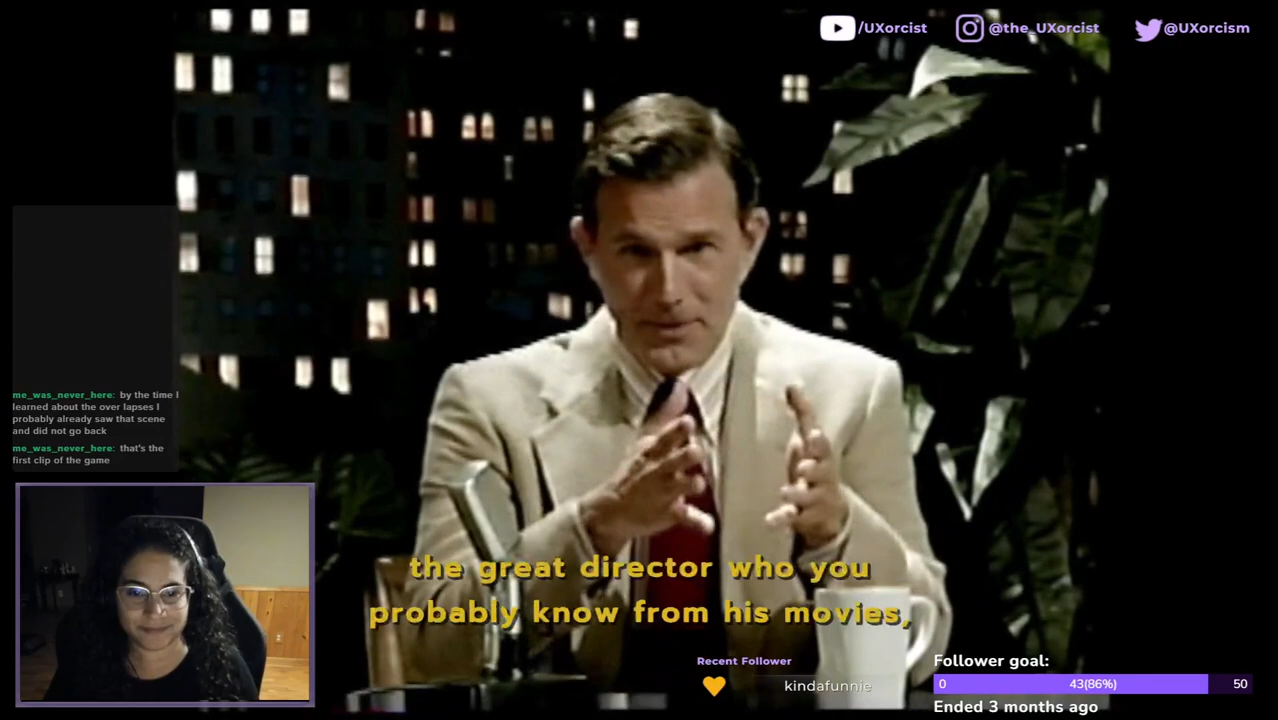 /UXorcist
@the_UXorcist
@UXorcism
me_was_never_here: by the time I
learned about the over lapses I
probably already saw that scene
and did not go back
me_was_never_here: that's the
first clip of the game
the great director who you
probably know from his movies,
Recent Follower
kindafunnie
Follower goal:
0
43(86%)
50
Ended 3 months ago